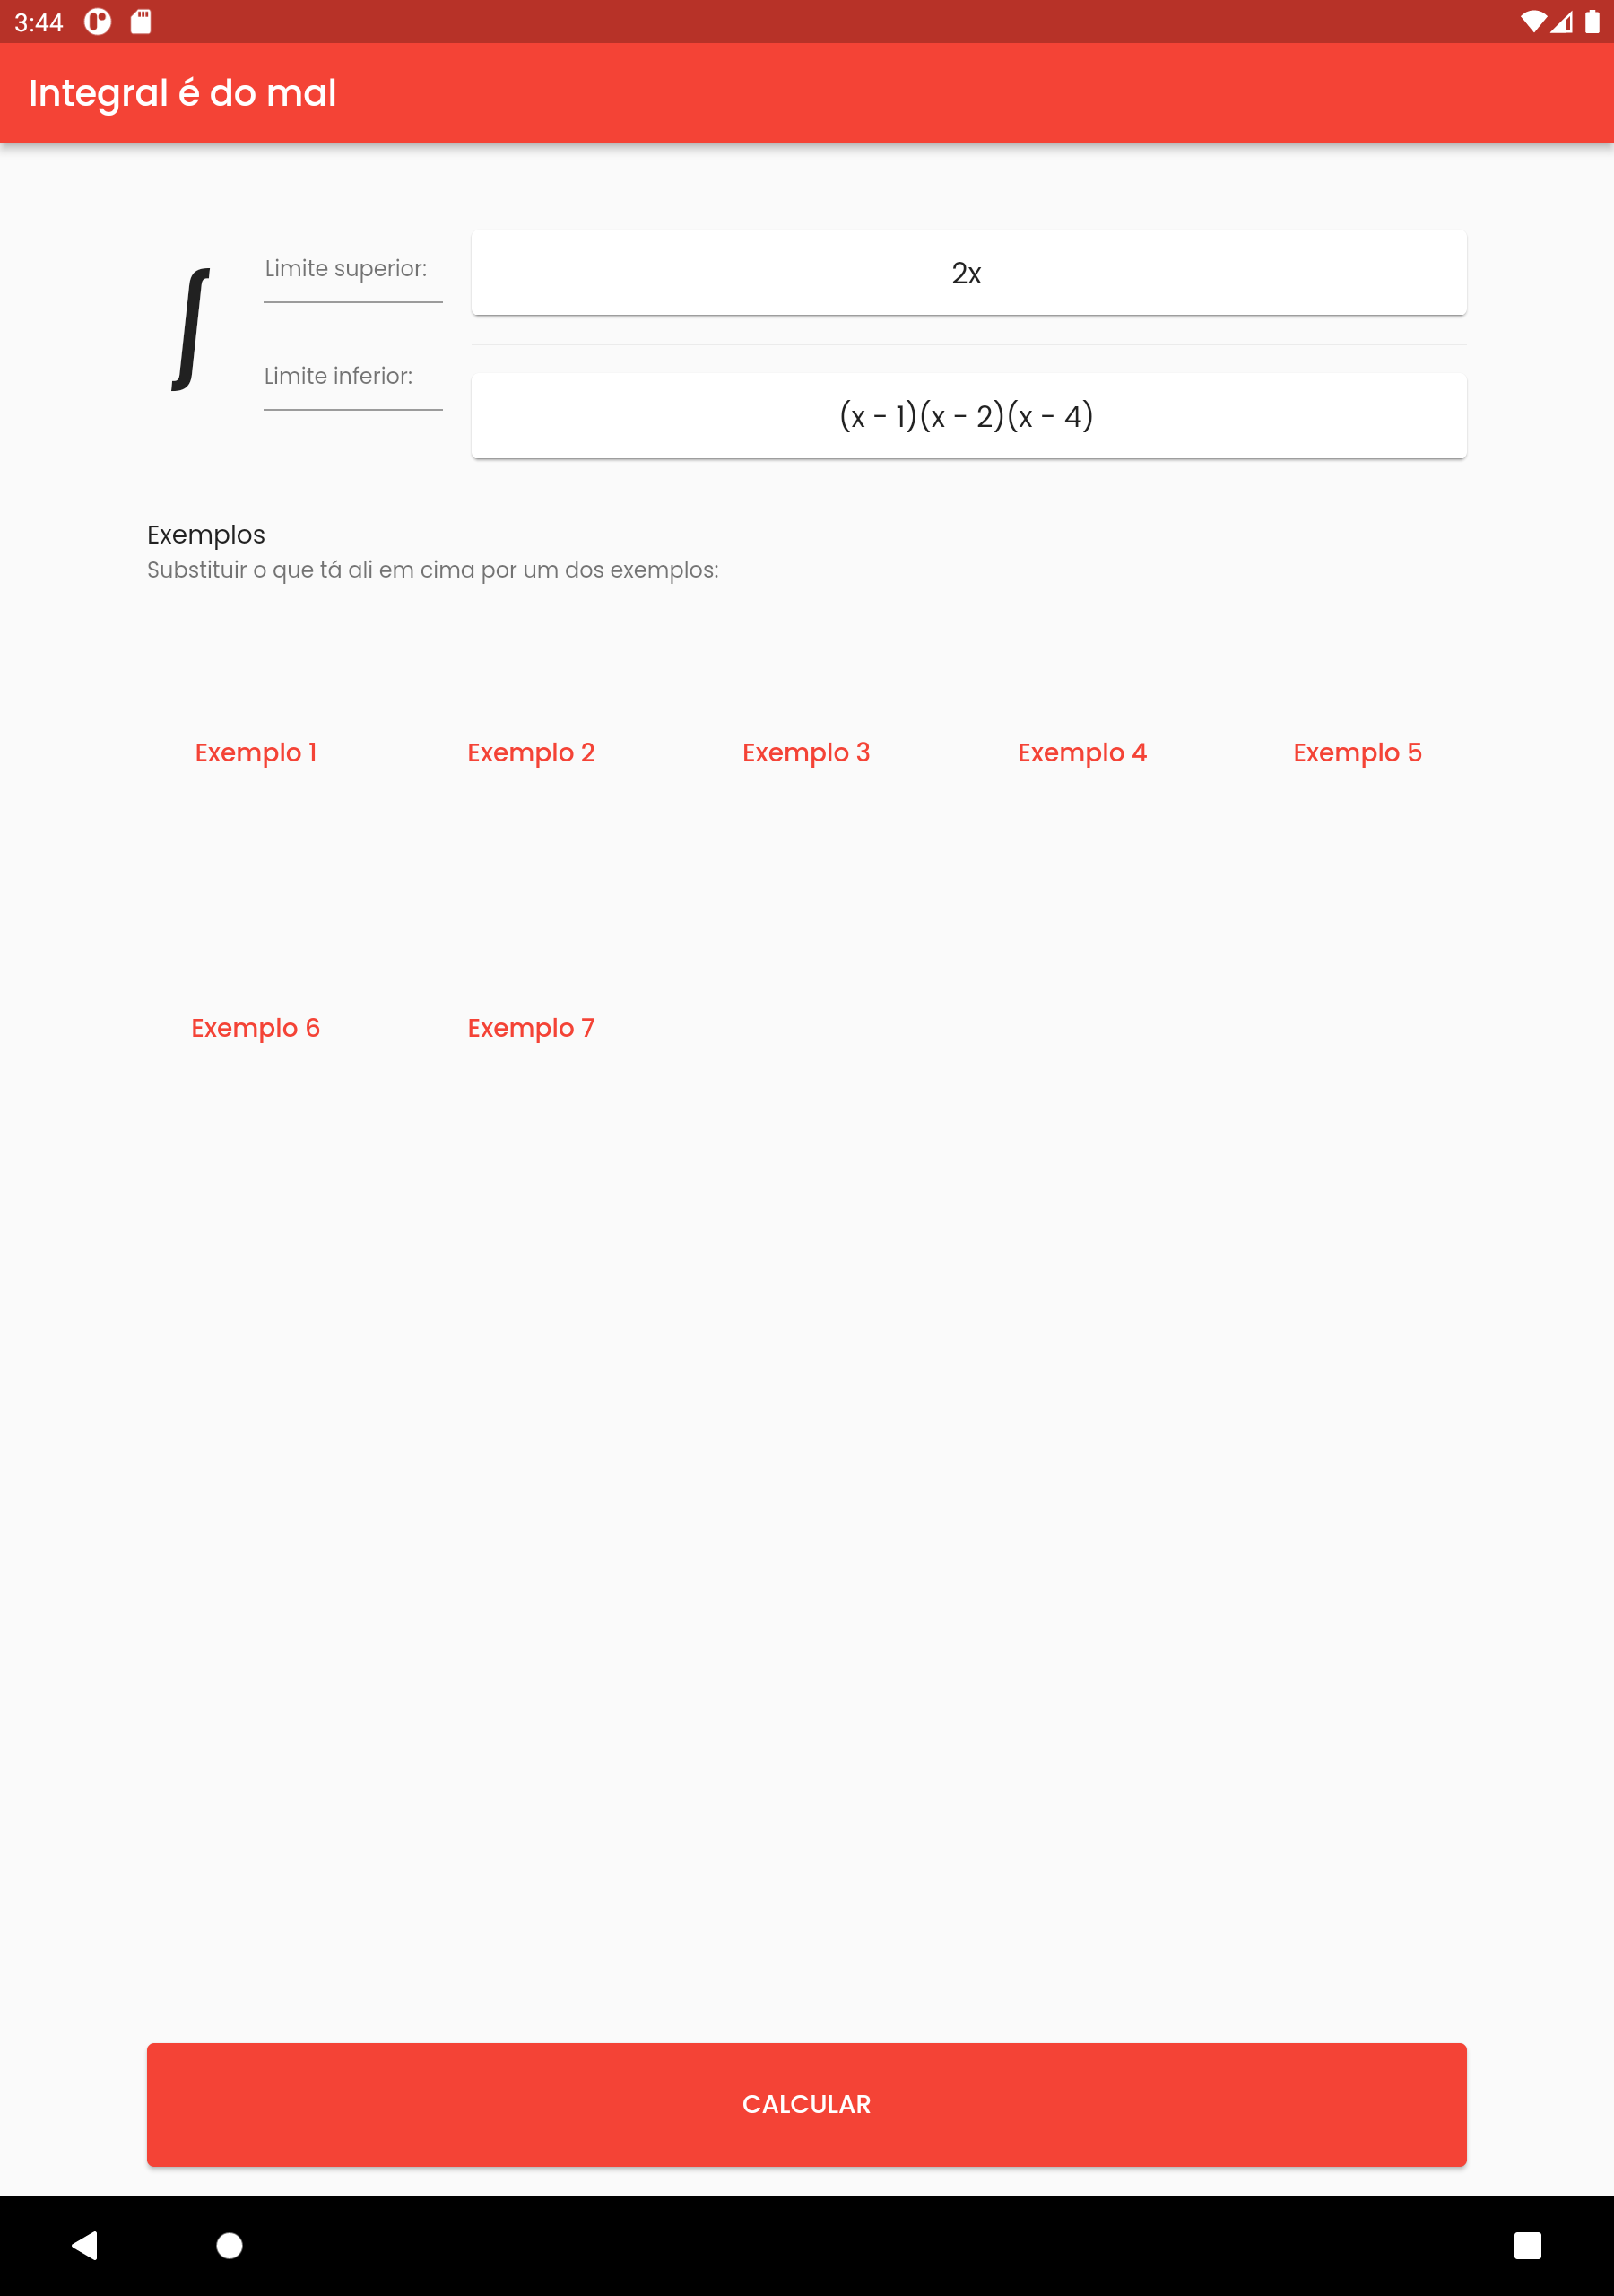 3:44
Integral é do mal
∫
Limite superior:
2x
Limite inferior:
(x - 1)(x - 2)(x - 4)
Exemplos
Substituir o que tá ali em cima por um dos exemplos:
Exemplo 1 Exemplo 2 Exemplo 3 Exemplo 4 Exemplo 5
Exemplo 6 Exemplo 7
CALCULAR